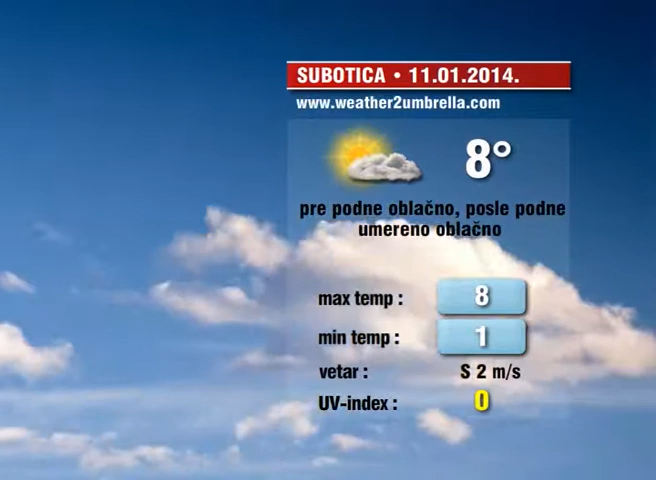 SUBOTICA • 11.01.2014.
www.weather2umbrella.com
8°
pre podne oblačno, posle podne
umereno oblačno
max temp : 8
min temp : 1
vetar : S 2 m/s
UV-index : 0